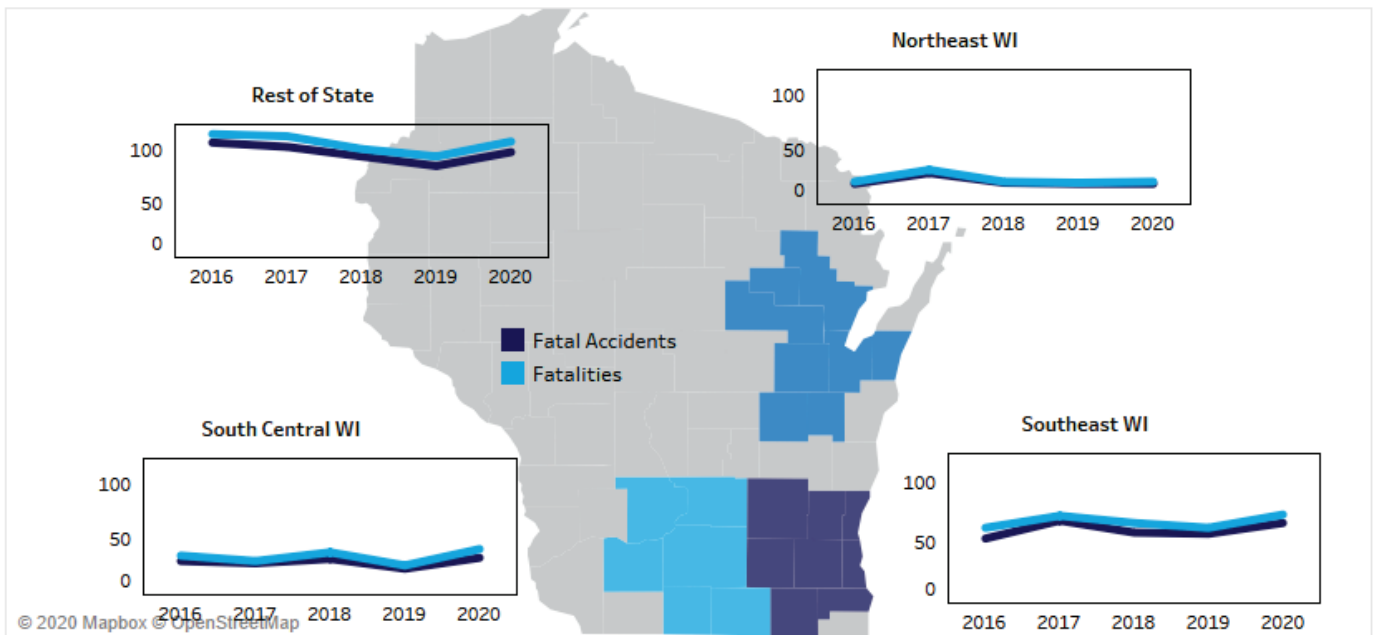 Northeast WI
100
50
0
2016 2017 2018 2019 2020
Rest of State
100
50
0
2016 2017 2018 2019 2020
Fatal Accidents
Fatalities
South Central WI
100
50
0
2016 2017 2018 2019 2020
Southeast WI
100
50
0
2016 2017 2018 2019 2020
© 2020 Mapbox © OpenStreetMap